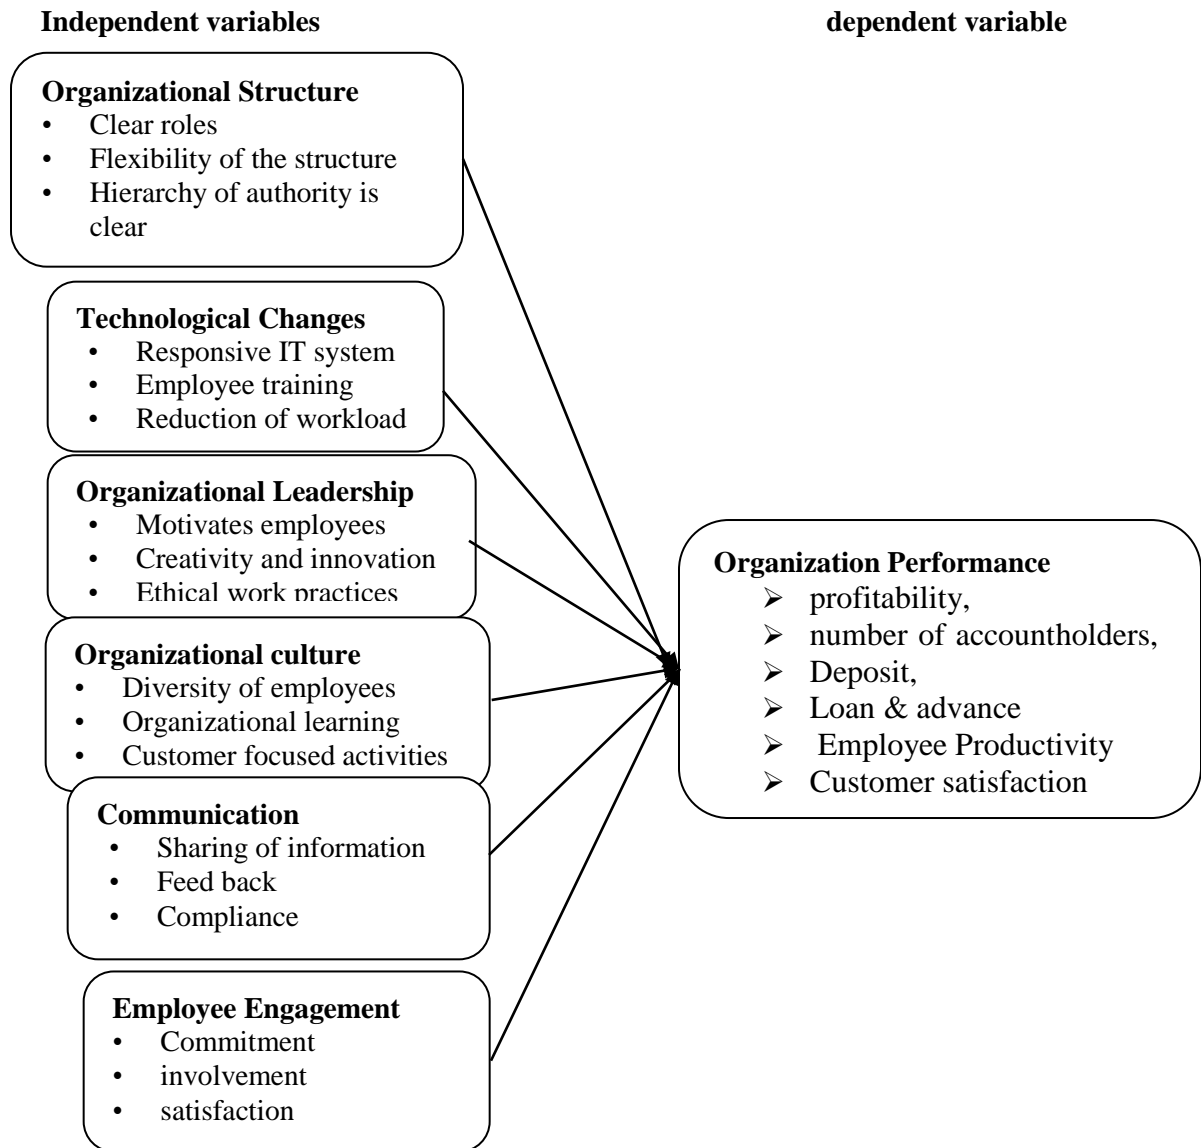 Independent variables
dependent variable
Organizational Structure
• Clear roles
• Flexibility of the structure
• Hierarchy of authority is
clear
Technological Changes
• Responsive IT system
• Employee training
• Reduction of workload
Organizational Leadership
• Motivates employees
• Creativity and innovation
• Ethical work practices
Organizational culture
• Diversity of employees
• Organizational learning
• Customer focused activities
Communication
• Sharing of information
• Feed back
• Compliance
Employee Engagement
• Commitment
• involvement
• satisfaction
Organization Performance
➢ profitability,
➢ number of accountholders,
➢ Deposit,
➢ Loan & advance
➢ Employee Productivity
➢ Customer satisfaction